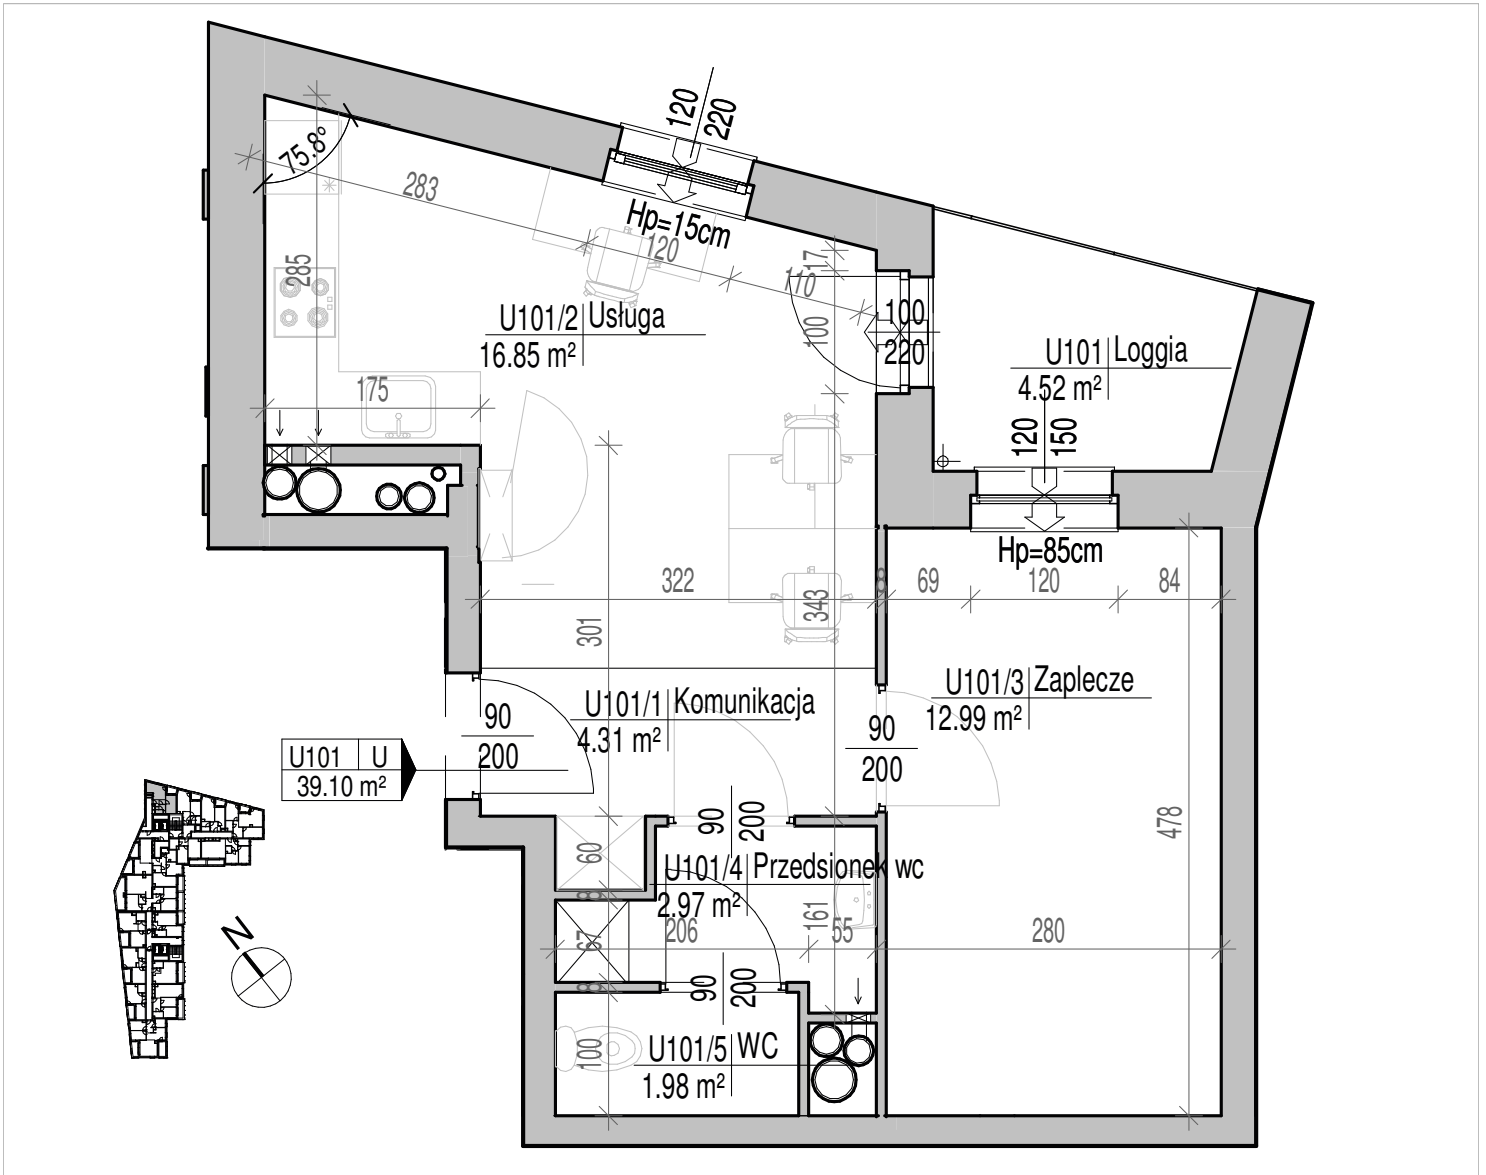 120
220
75.8°
283
Hp=15cm
120
17
110
285
100
100
220
U101/2 Usługa
16.85 m²
U101 Loggia
4.52 m²
175
120
150
Hp=85cm
322
8
69
120
84
343
301
U101/3 Zaplecze
12.99 m²
U101/1 Komunikacja
4.31 m²
90
200
90
200
U101 U
39.10 m²
90
200
478
60
U101/4 Przedsionek wc
2.97 m²
8
161
67
206
55
280
N
8
90
200
100
U101/5 WC
1.98 m²